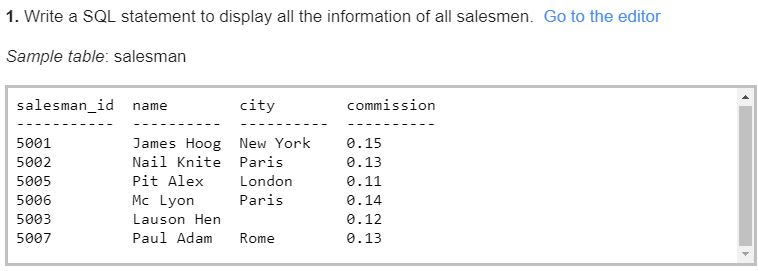 1. Write a SQL statement to display all the information of all salesmen. Go to the editor
Sample table: salesman
salesman_id  name        city        commission
-----------  ----------  ----------  ----------
5001         James Hoog  New York    0.15
5002         Nail Knite  Paris       0.13
5005         Pit Alex    London      0.11
5006         Mc Lyon     Paris       0.14
5003         Lauson Hen              0.12
5007         Paul Adam   Rome        0.13